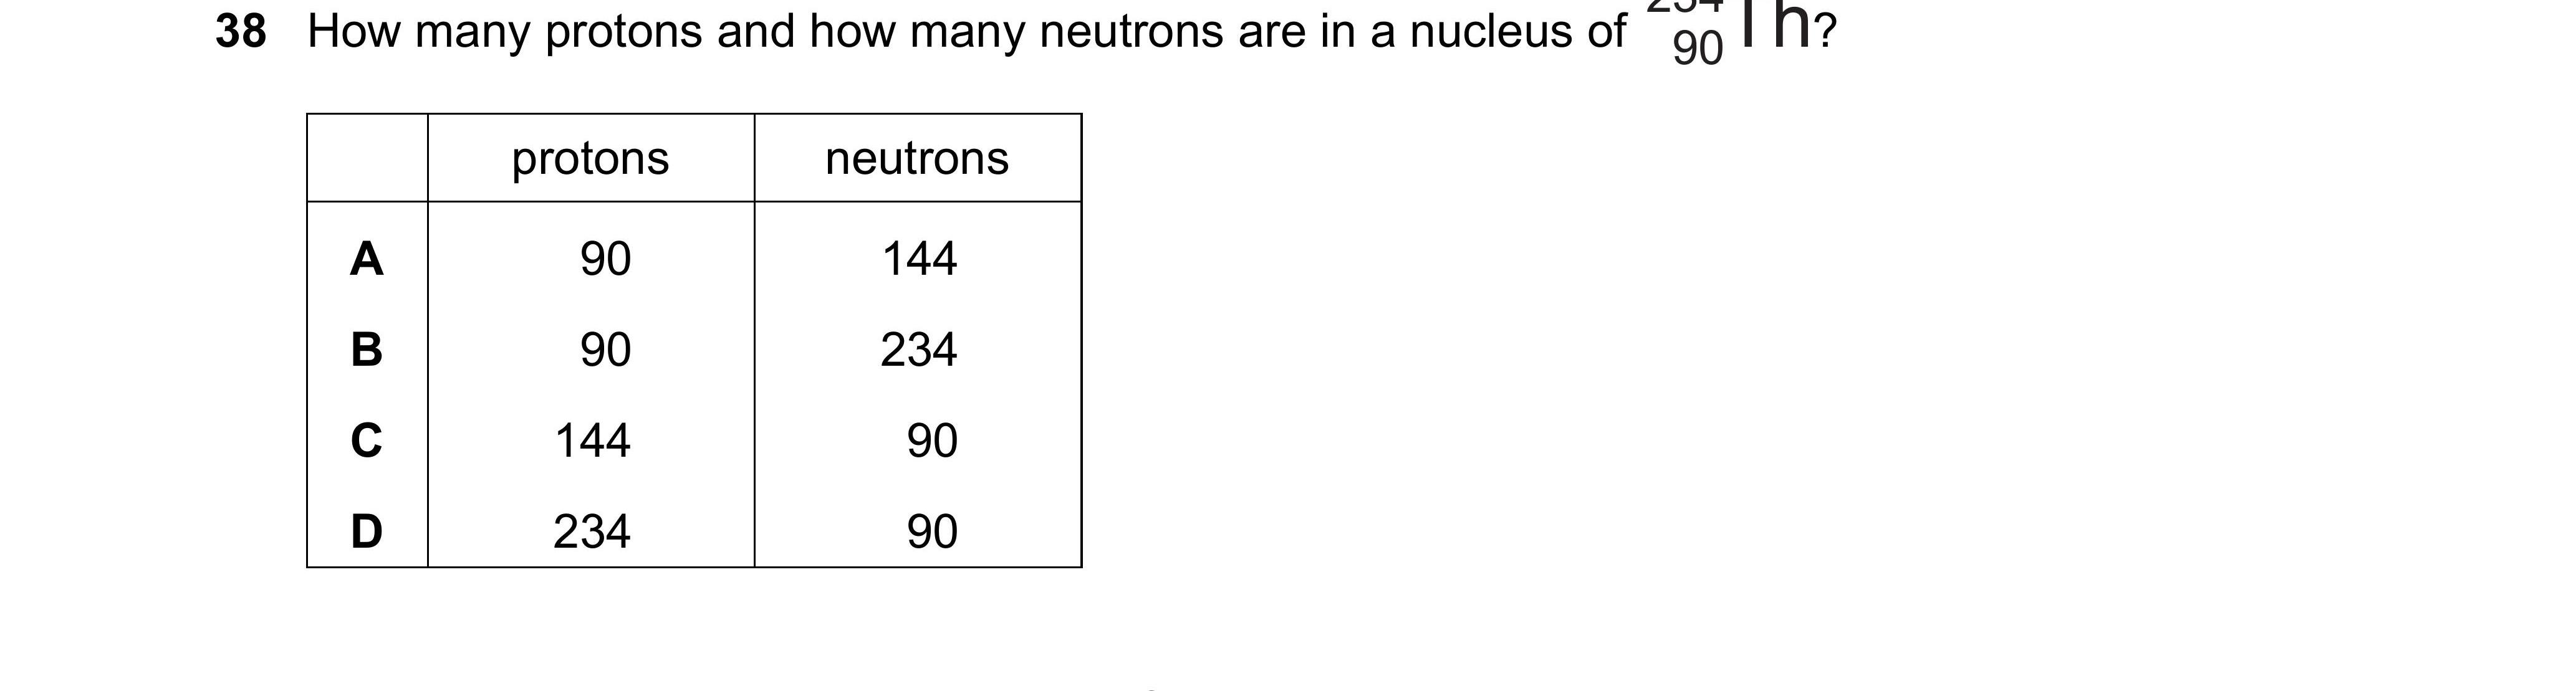 38 How many protons and how many neutrons are in a nucleus of 234 90 Th?
protons neutrons
A 90 144
B 90 234
C 144 90
D 234 90